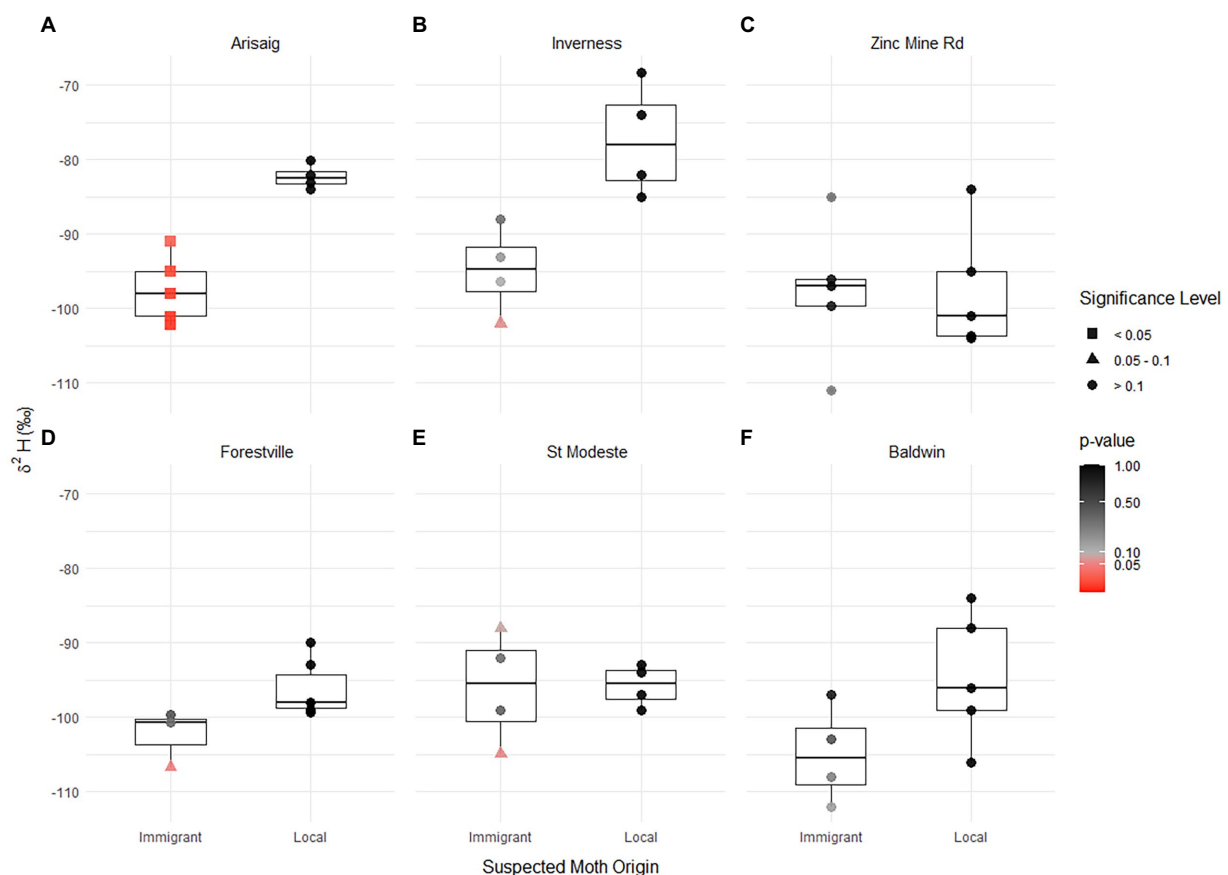 A
Arisaig
B
Inverness
C
Zinc Mine Rd
-70
-80
-90
-100
-110
δ² H (‰)
D
Forestville
E
St Modeste
F
Baldwin
-70
-80
-90
-100
-110
Immigrant
Local
Immigrant
Local
Immigrant
Local
Suspected Moth Origin
Significance Level
< 0.05
0.05 - 0.1
> 0.1
p-value
1.00
0.50
0.10
0.05